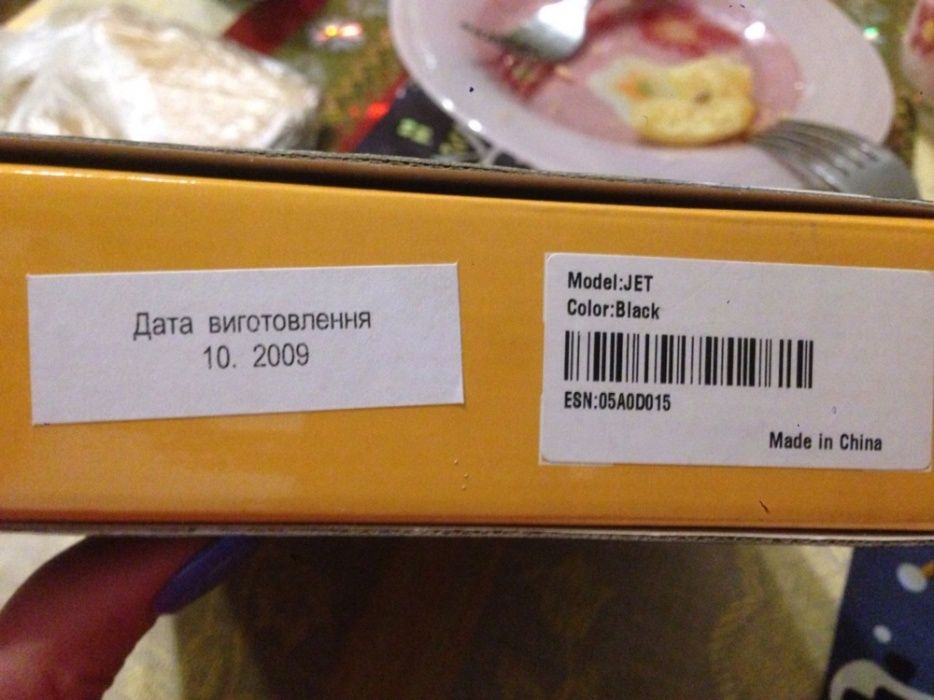 Дата виготовлення
10. 2009
Model:JET
Color:Black
ESN:05A0D015
Made in China